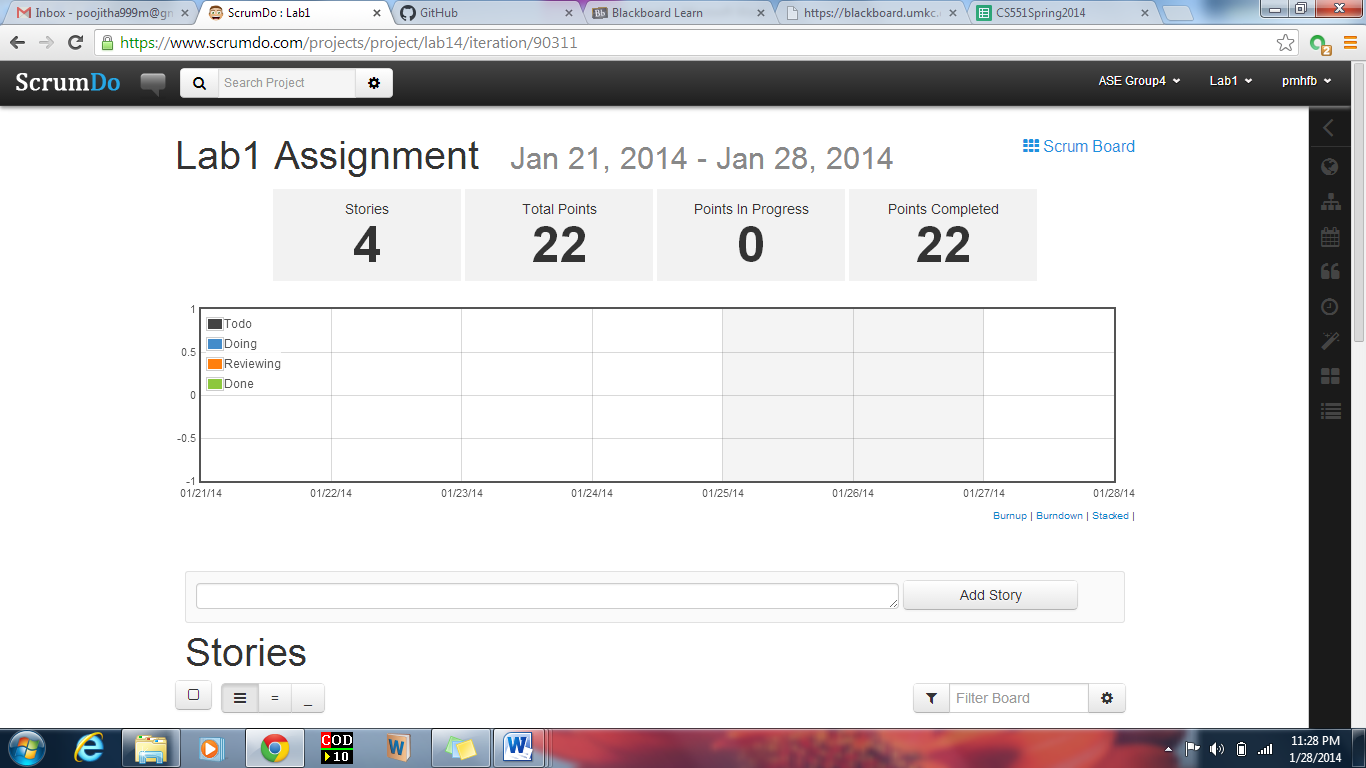 Inbox - poojitha999m@gm
ScrumDo : Lab1
GitHub
Blackboard Learn
https://blackboard.umkc.
CS551Spring2014
https://www.scrumdo.com/projects/project/lab14/iteration/90311
2
ScrumDo
Search Project
ASE Group4
Lab1
pmhfb
Lab1 Assignment Jan 21, 2014 - Jan 28, 2014
Scrum Board
Stories
4
Total Points
22
Points In Progress
0
Points Completed
22
1
0.5
0
-0.5
-1
Todo
Doing
Reviewing
Done
01/21/14 01/22/14 01/23/14 01/24/14 01/25/14 01/26/14 01/27/14 01/28/14
Burnup | Burndown | Stacked |
Add Story
Stories
= _
Filter Board
COD
10
11:28 PM
1/28/2014